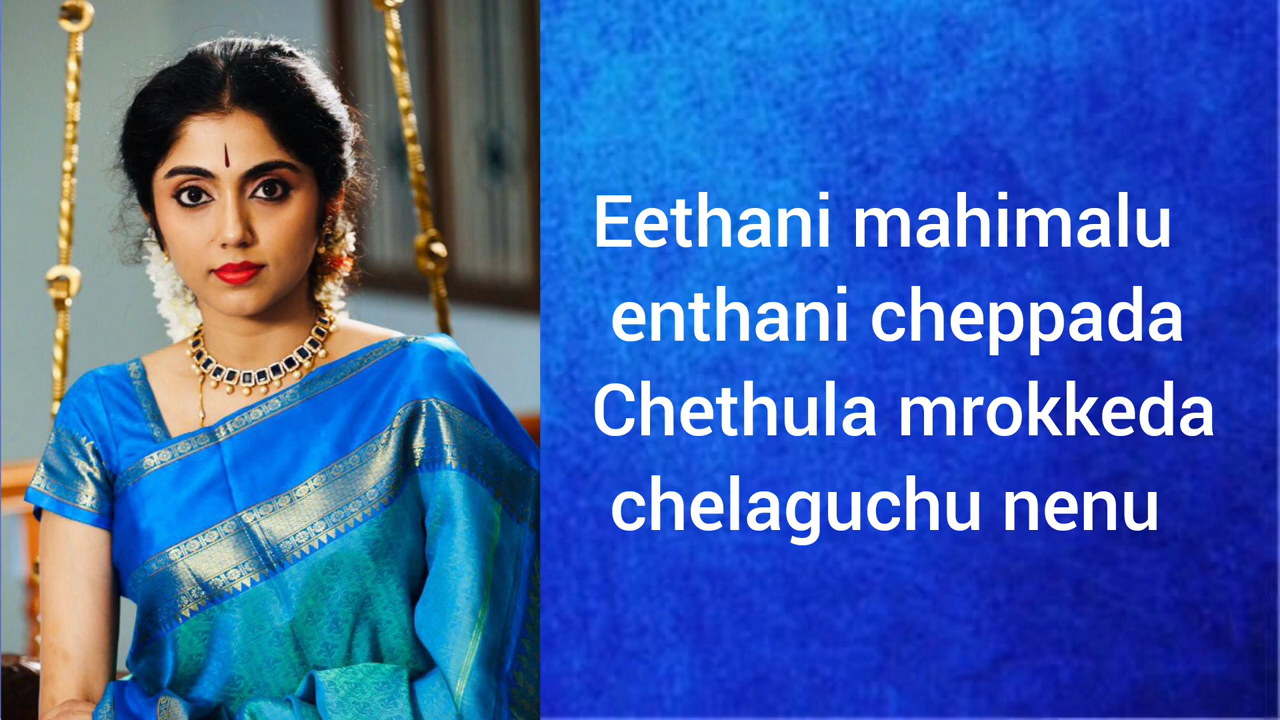 Eethani mahimalu
enthani cheppada
Chethula mrokkeda
chelaguchu nenu